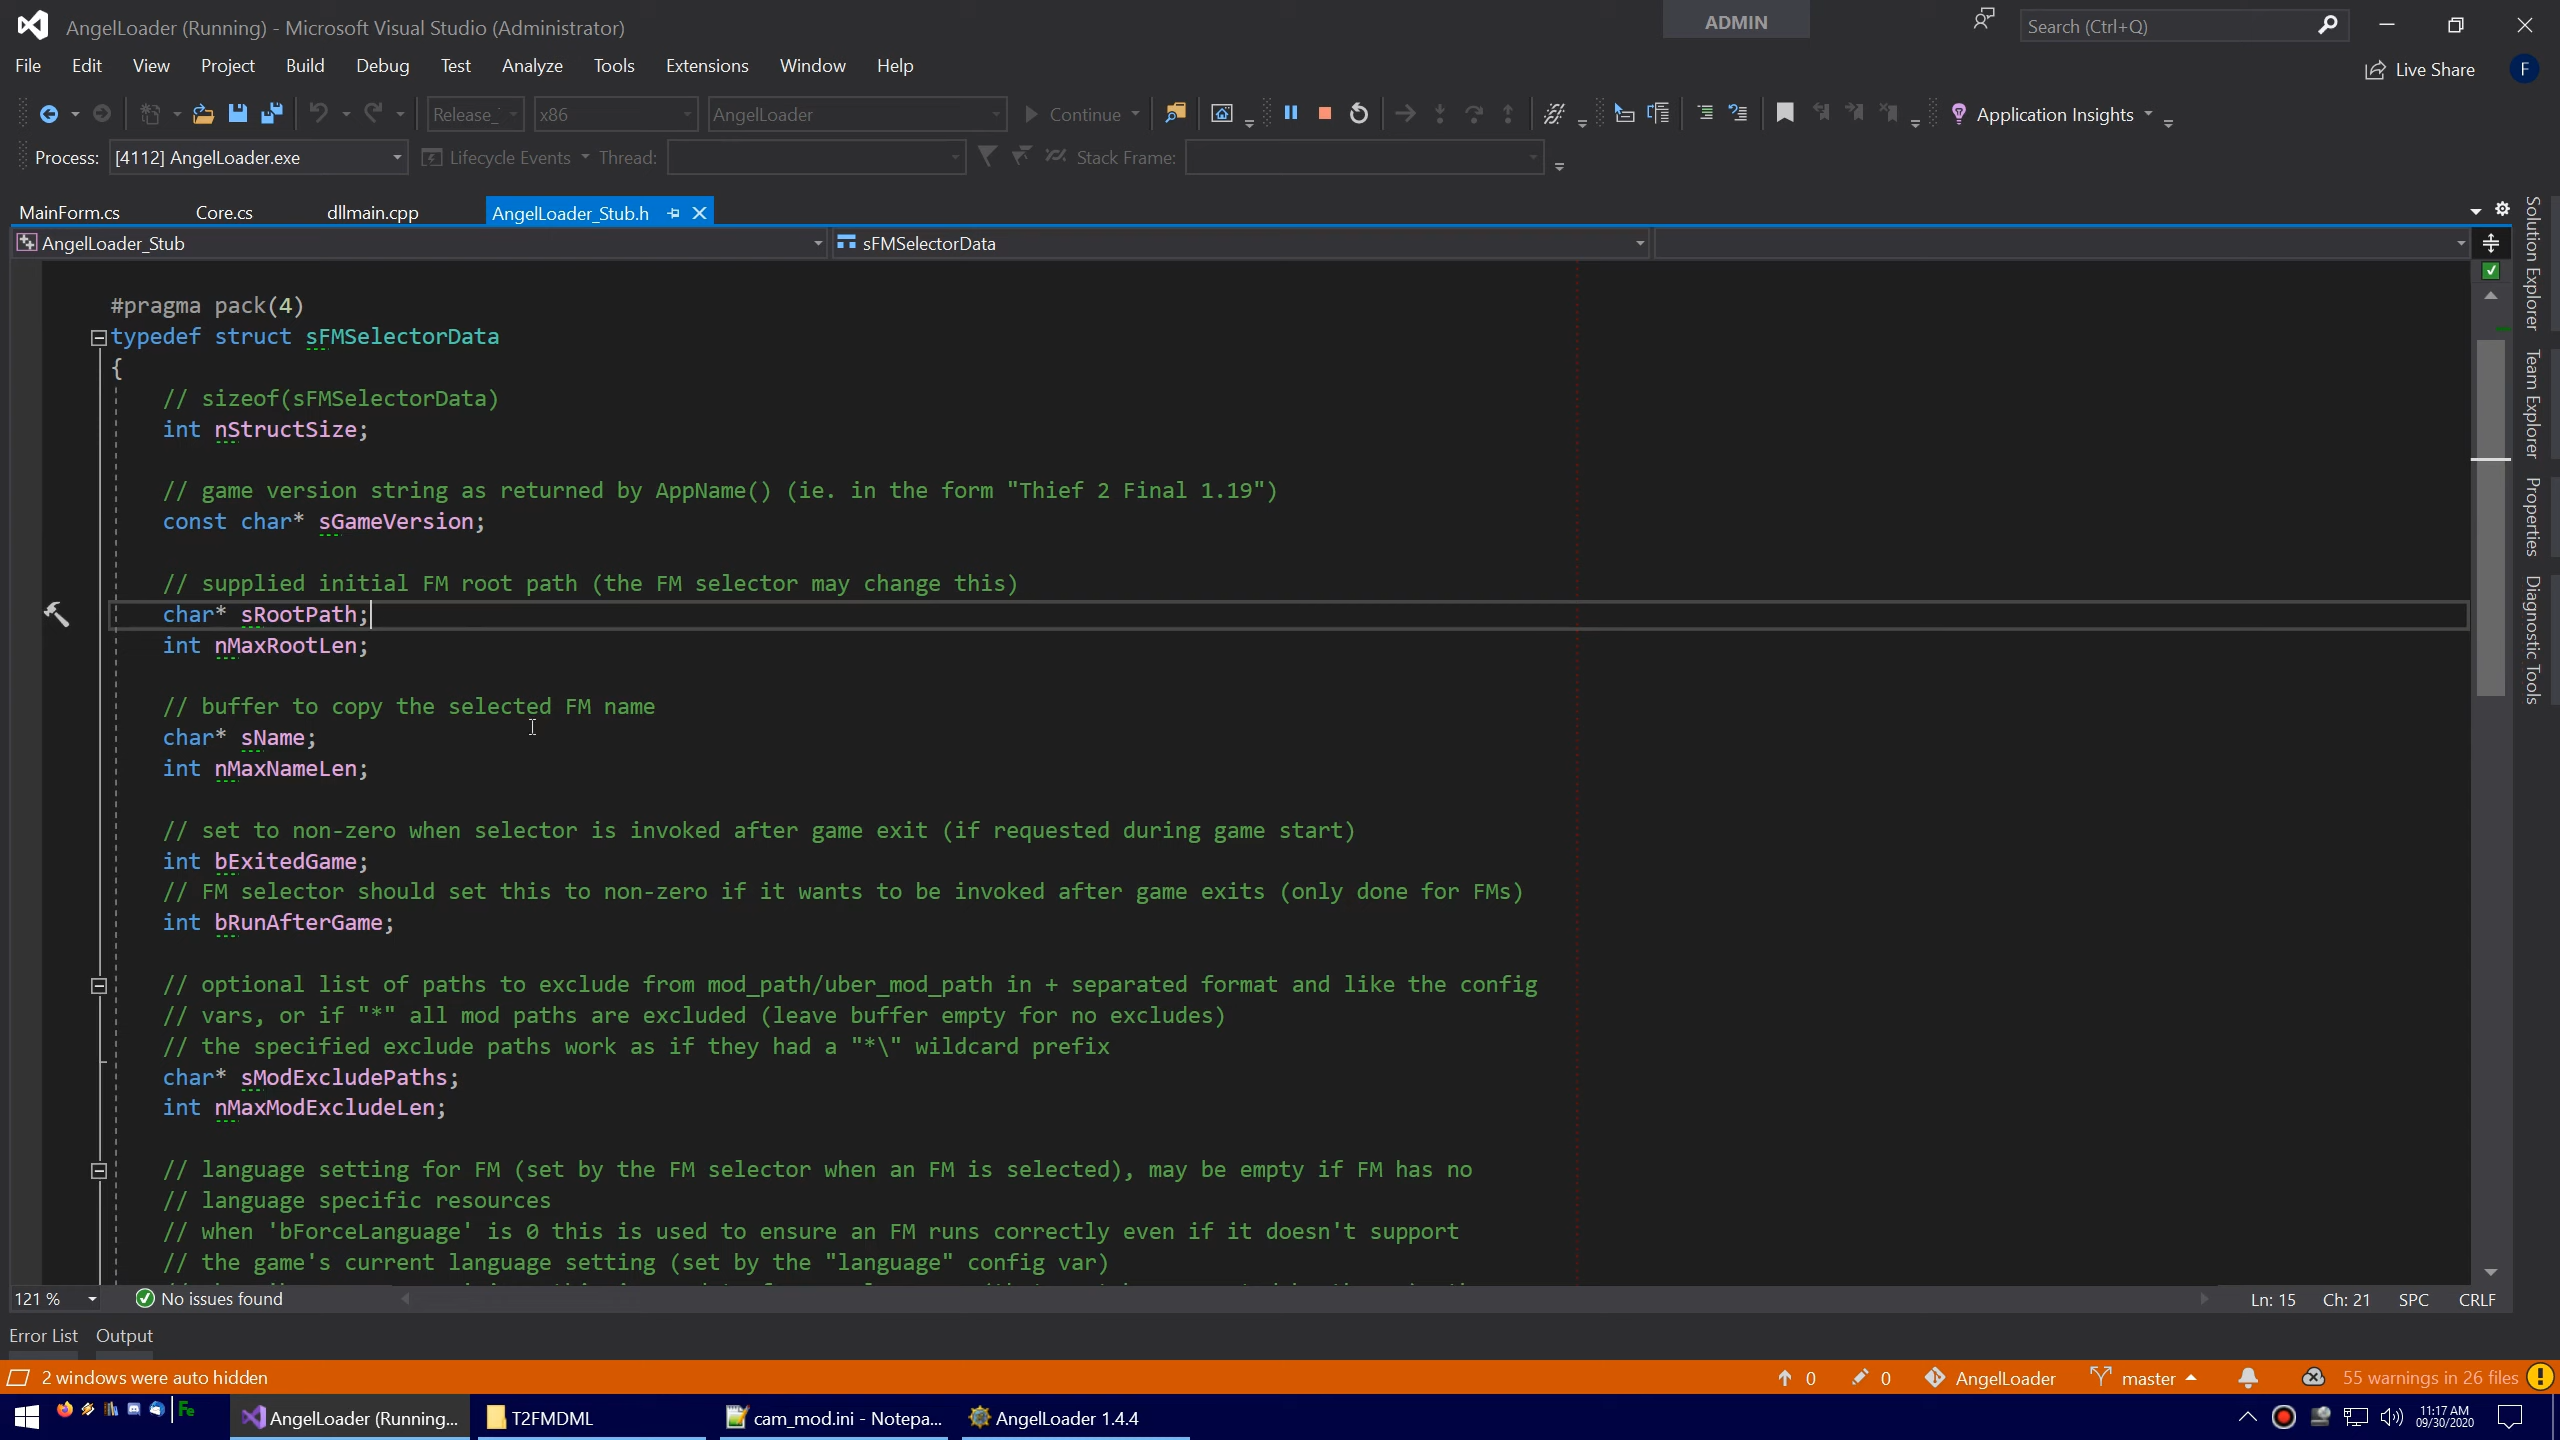 AngelLoader (Running) - Microsoft Visual Studio (Administrator)
ADMIN
Search (Ctrl+Q)
File Edit View Project Build Debug Test Analyze Tools Extensions Window Help
Live Share
F
Release_ x86 AngelLoader Continue Application Insights
Process: [4112] AngelLoader.exe Lifecycle Events Thread: Stack Frame:
MainForm.cs Core.cs dllmain.cpp AngelLoader_Stub.h
AngelLoader_Stub sFMSelectorData
#pragma pack(4)
typedef struct sFMSelectorData
{
// sizeof(sFMSelectorData)
int nStructSize;
// game version string as returned by AppName() (ie. in the form "Thief 2 Final 1.19")
const char* sGameVersion;
// supplied initial FM root path (the FM selector may change this)
char* sRootPath;
int nMaxRootLen;
// buffer to copy the selected FM name
char* sName;
int nMaxNameLen;
// set to non-zero when selector is invoked after game exit (if requested during game start)
int bExitedGame;
// FM selector should set this to non-zero if it wants to be invoked after game exits (only done for FMs)
int bRunAfterGame;
// optional list of paths to exclude from mod_path/uber_mod_path in + separated format and like the config
// vars, or if "*" all mod paths are excluded (leave buffer empty for no excludes)
// the specified exclude paths work as if they had a "*\" wildcard prefix
char* sModExcludePaths;
int nMaxModExcludeLen;
// language setting for FM (set by the FM selector when an FM is selected), may be empty if FM has no
// language specific resources
// when 'bForceLanguage' is 0 this is used to ensure an FM runs correctly even if it doesn't support
// the game's current language setting (set by the "language" config var)
Solution Explorer
Team Explorer
Properties
Diagnostic Tools
121 % No issues found Ln: 15 Ch: 21 SPC CRLF
Error List Output
2 windows were auto hidden 0 0 AngelLoader master 55 warnings in 26 files
Fe AngelLoader (Running... T2FMDML cam_mod.ini - Notepa... AngelLoader 1.4.4 11:17 AM
09/30/2020